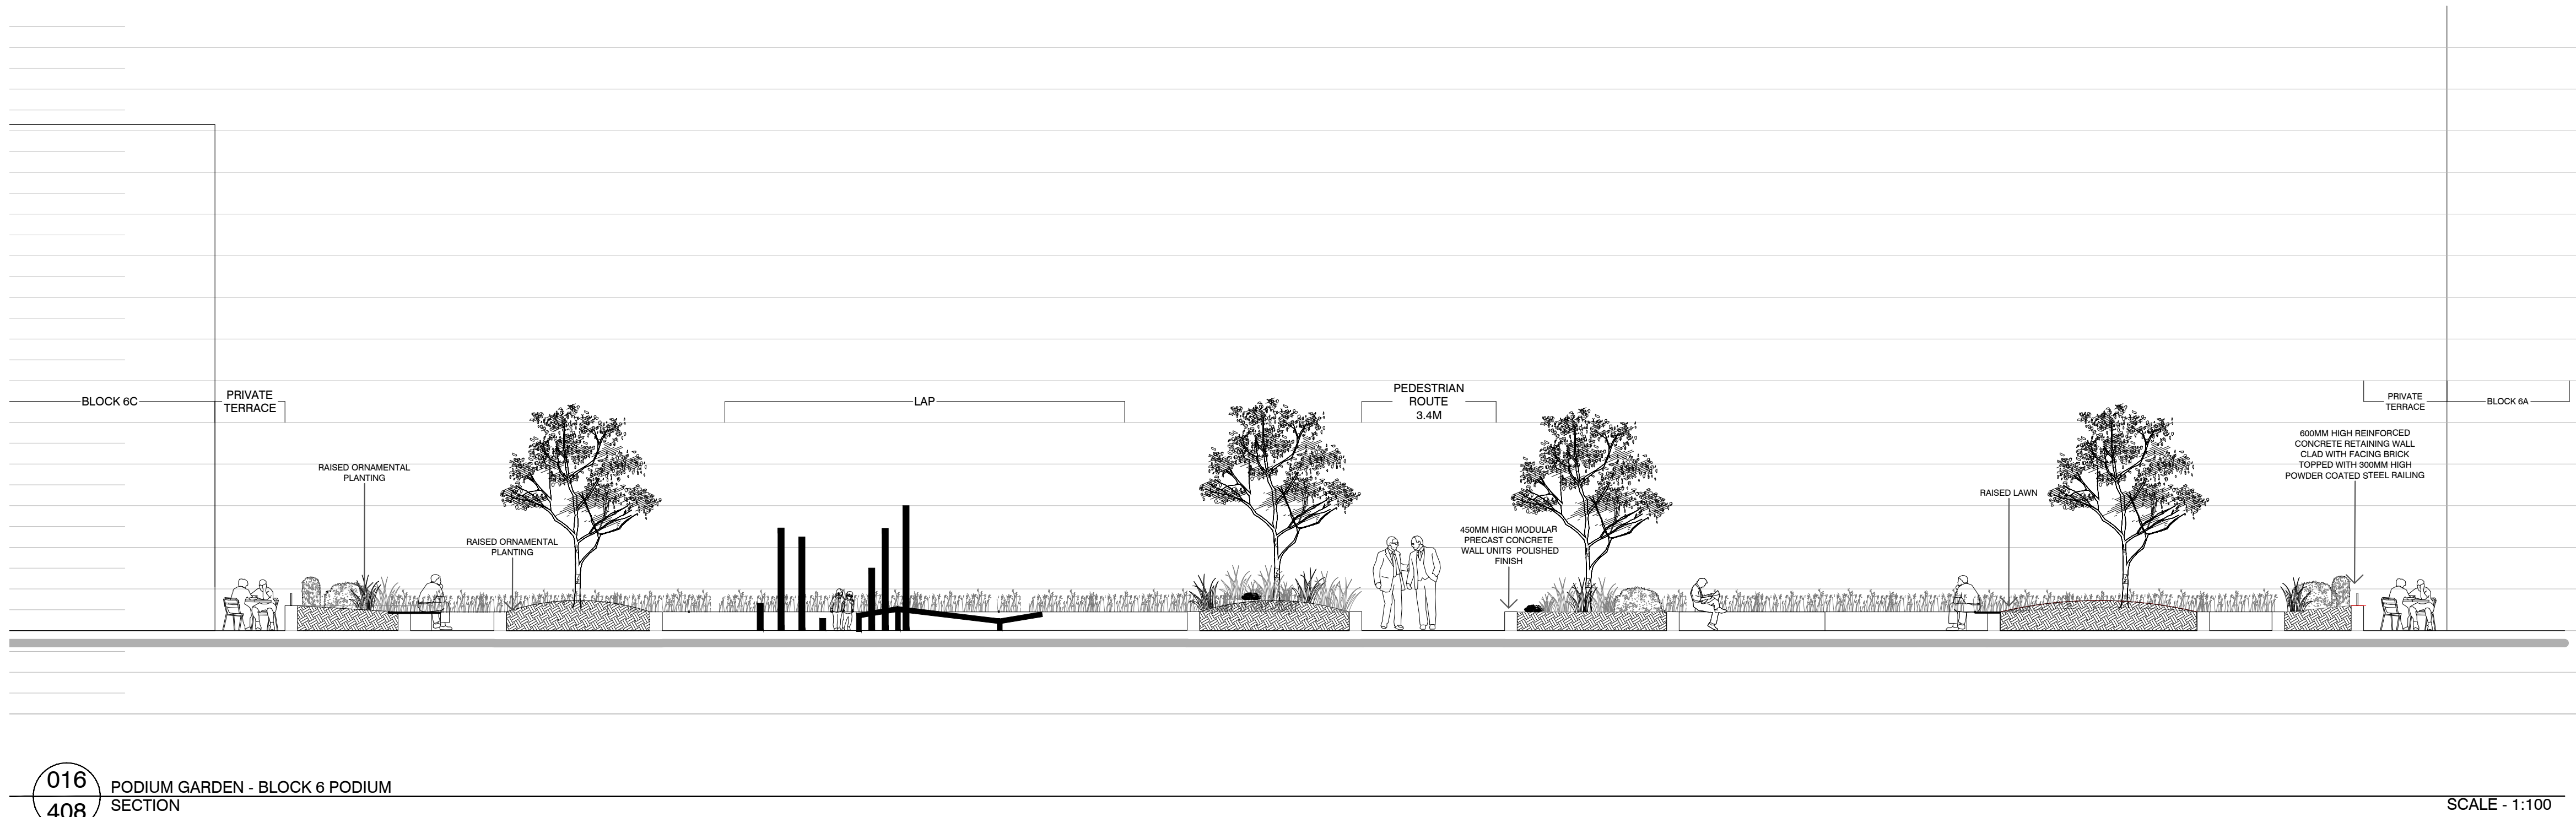 BLOCK 6C
PRIVATE
TERRACE
LAP
PEDESTRIAN
ROUTE
3.4M
PRIVATE
TERRACE
BLOCK 6A
RAISED ORNAMENTAL
PLANTING
RAISED ORNAMENTAL
PLANTING
450MM HIGH MODULAR
PRECAST CONCRETE
WALL UNITS POLISHED
FINISH
RAISED LAWN
600MM HIGH REINFORCED
CONCRETE RETAINING WALL
CLAD WITH FACING BRICK
TOPPED WITH 300MM HIGH
POWDER COATED STEEL RAILING
016
408
PODIUM GARDEN - BLOCK 6 PODIUM
SECTION
SCALE - 1:100